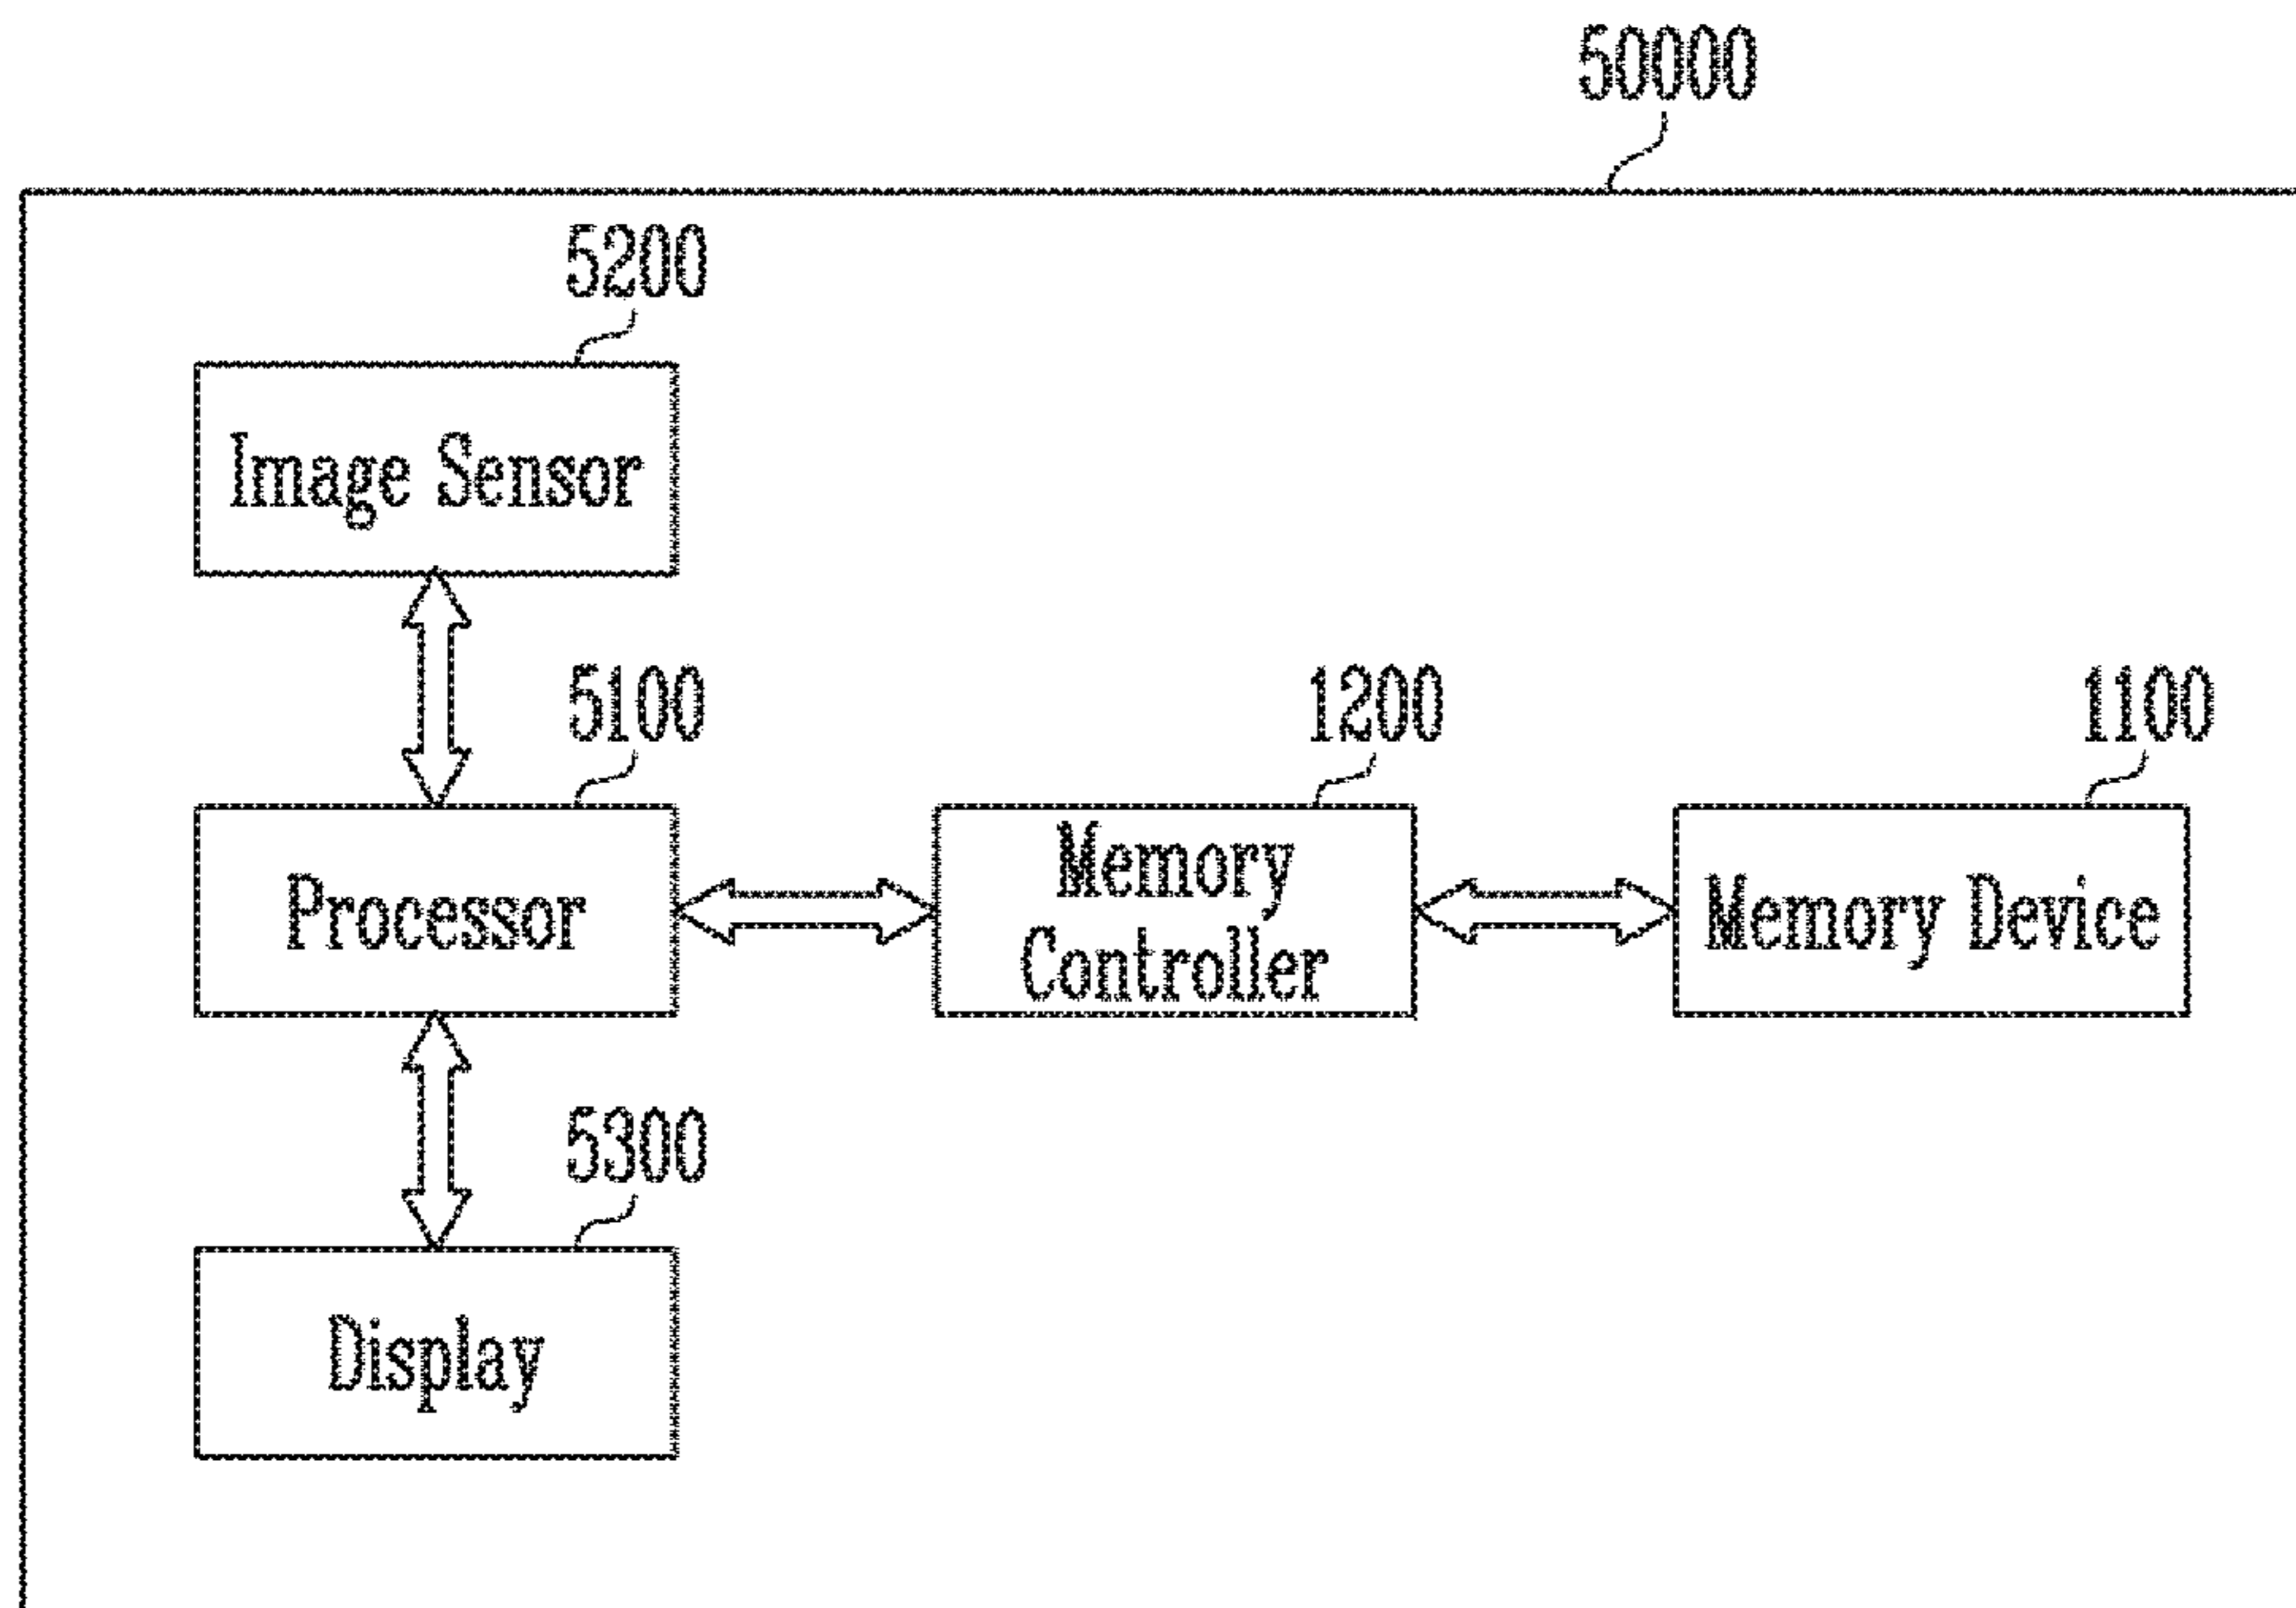 50000
5200
Image Sensor
5100
1200
1100
Processor
Memory
Controller
Memory Device
5300
Display